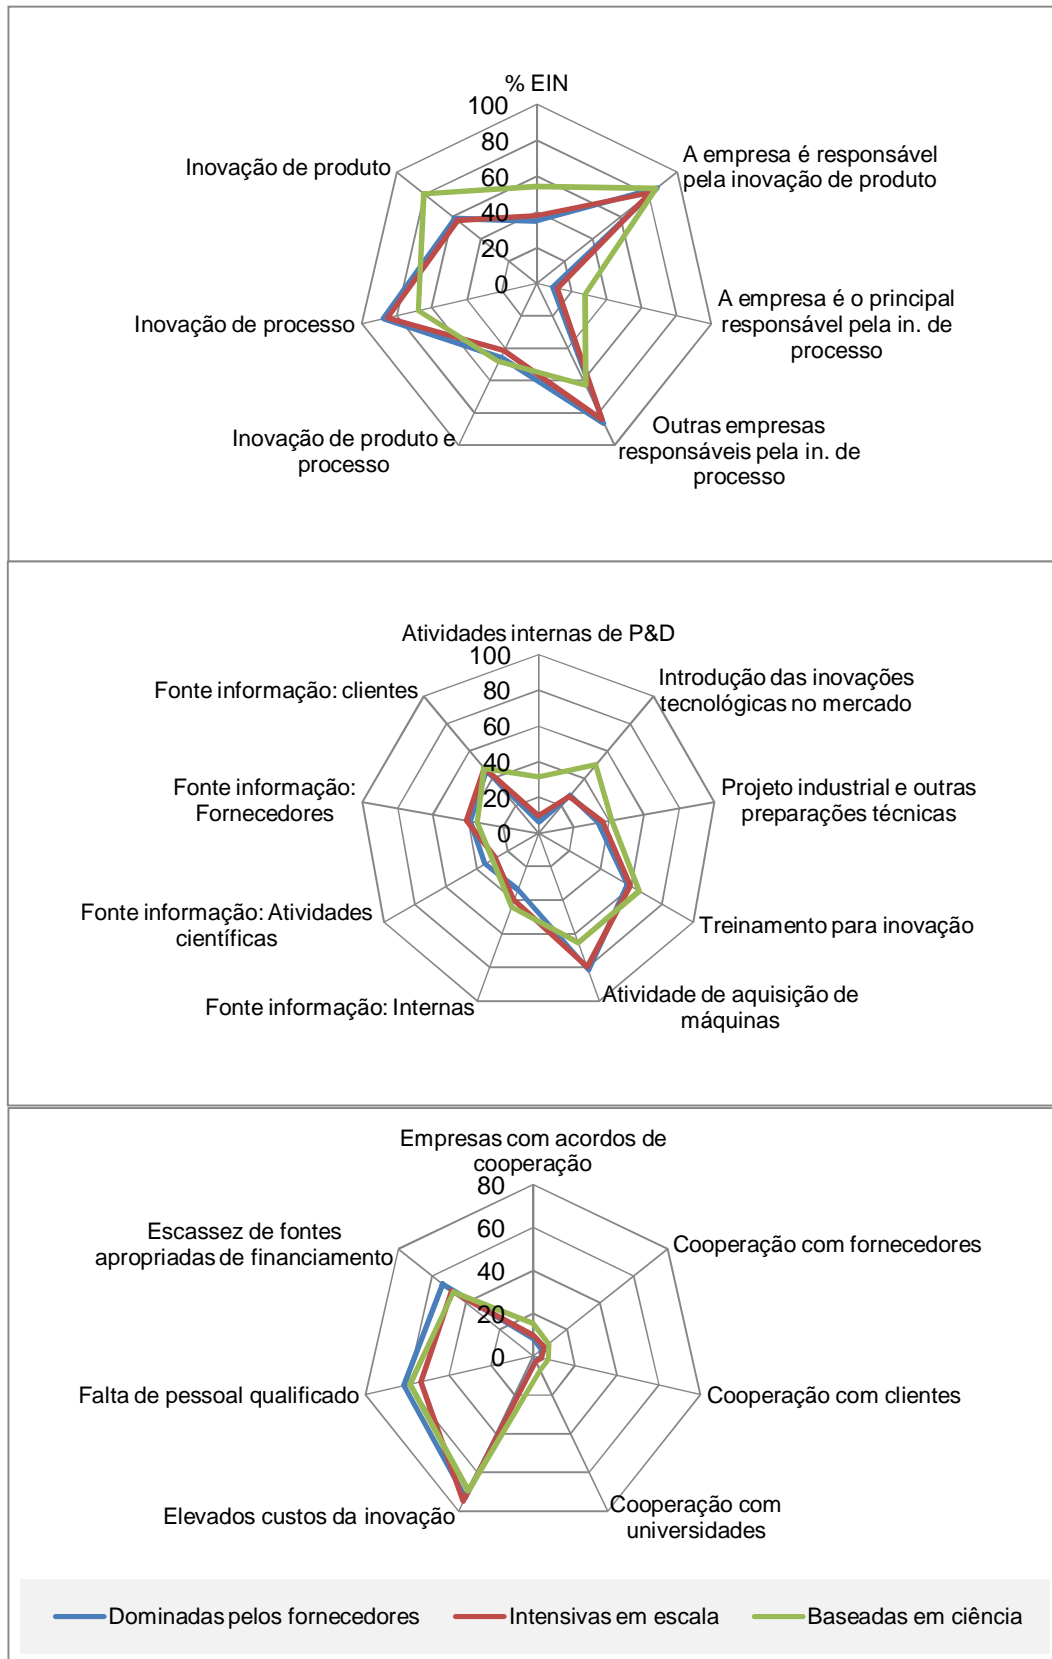 % EIN
100
80
60
40
20
0
A empresa é responsável
pela inovação de produto
A empresa é o principal
responsável pela in. de
processo
Outras empresas
responsáveis pela in. de
processo
Inovação de produto e
processo
Inovação de processo
Inovação de produto
Atividades internas de P&D
100
80
60
40
20
0
Introdução das inovações
tecnológicas no mercado
Projeto industrial e outras
preparações técnicas
Treinamento para inovação
Atividade de aquisição de
máquinas
Fonte informação: Internas
Fonte informação: Atividades
científicas
Fonte informação:
Fornecedores
Fonte informação: clientes
Empresas com acordos de
cooperação
80
60
40
20
0
Cooperação com fornecedores
Cooperação com clientes
Cooperação com
universidades
Elevados custos da inovação
Falta de pessoal qualificado
Escassez de fontes
apropriadas de financiamento
Dominadas pelos fornecedores
Intensivas em escala
Baseadas em ciência